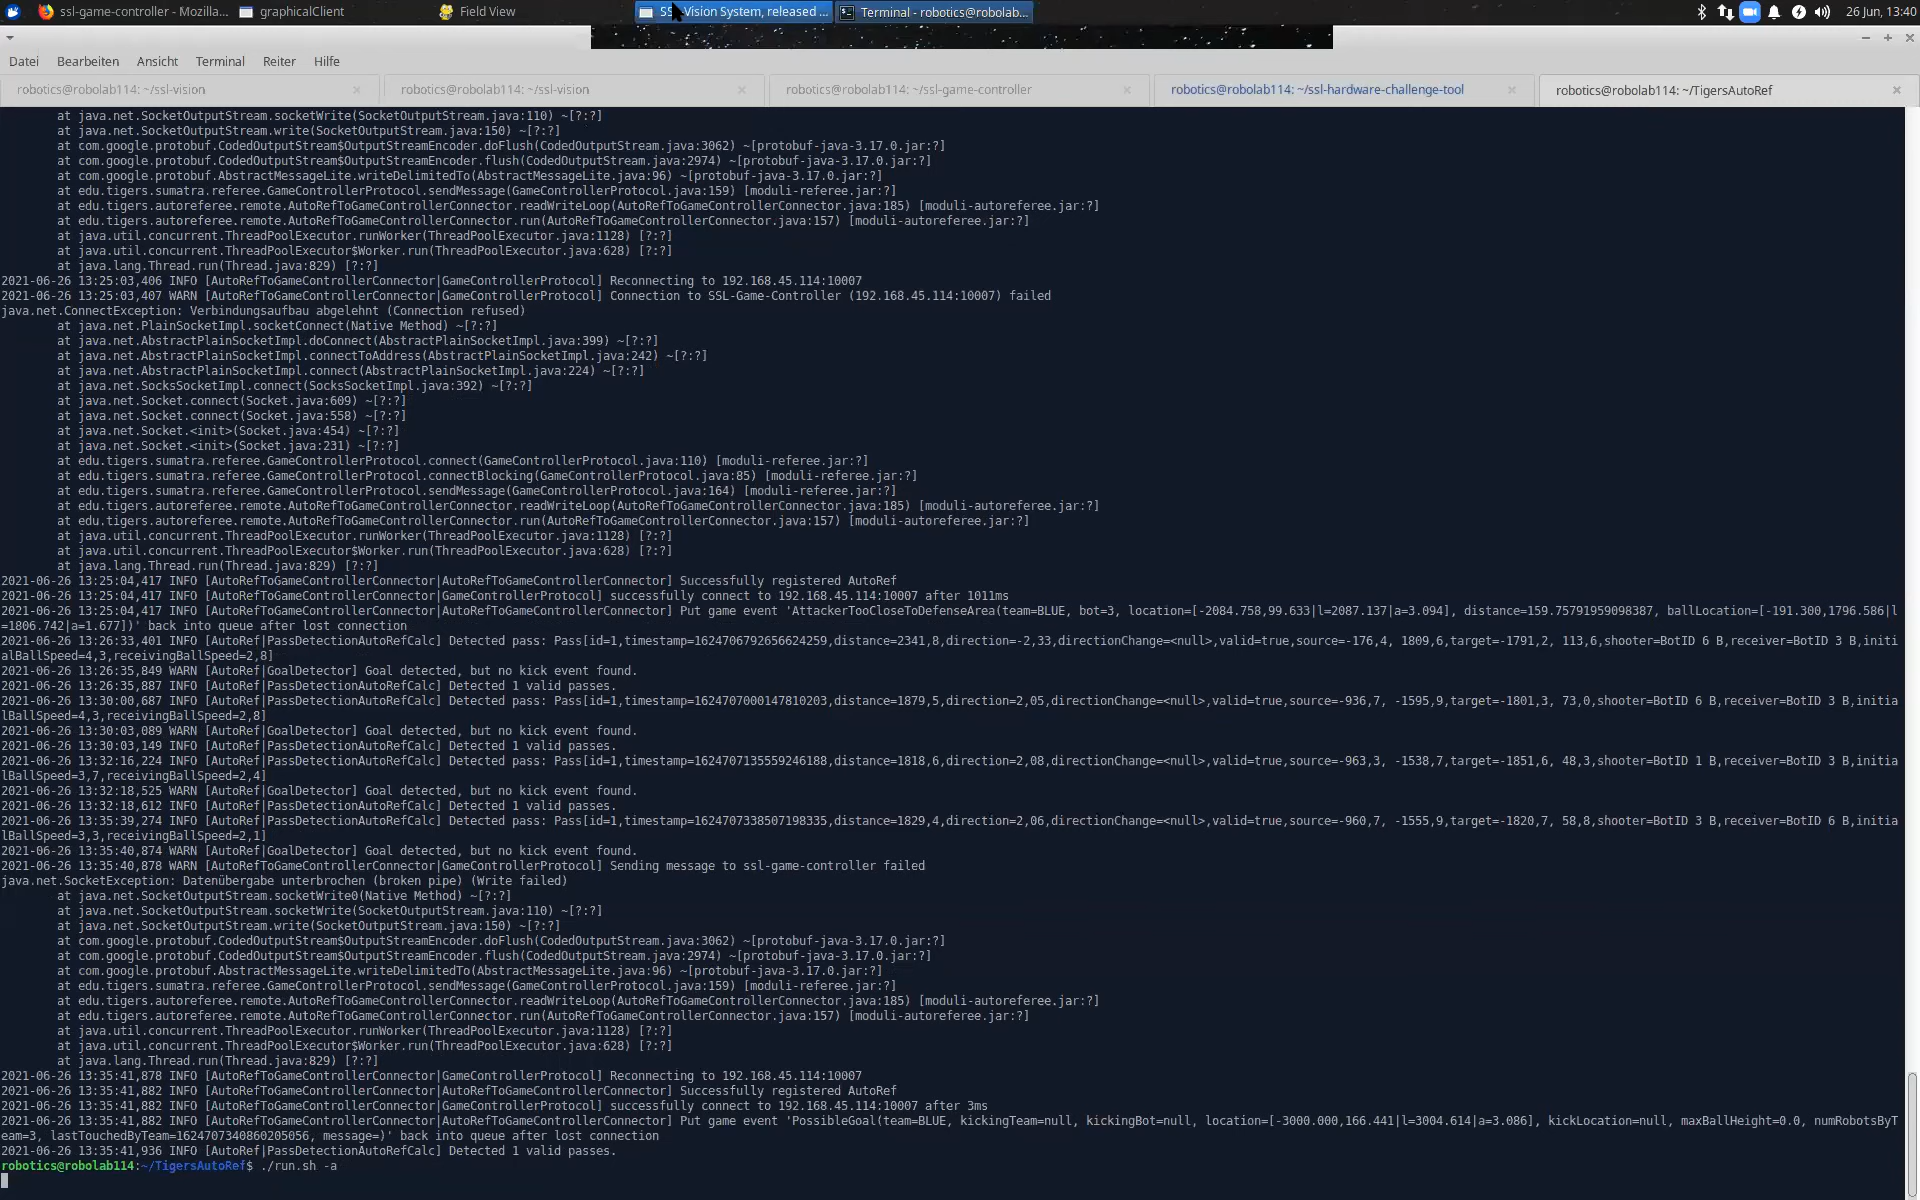 ssl-game-controller - Mozilla... graphicalClient Field View SSL-Vision System, released ... Terminal - robotics@robolab... 26 Jun, 13:40
Datei Bearbeiten Ansicht Terminal Reiter Hilfe
robotics@robolab114: ~/ssl-vision robotics@robolab114: ~/ssl-vision robotics@robolab114: ~/ssl-game-controller robotics@robolab114: ~/ssl-hardware-challenge-tool robotics@robolab114: ~/TigersAutoRef
at java.net.SocketOutputStream.socketWrite(SocketOutputStream.java:110) ~[?:?]
at java.net.SocketOutputStream.write(SocketOutputStream.java:150) ~[?:?]
at com.google.protobuf.CodedOutputStream$OutputStreamEncoder.doFlush(CodedOutputStream.java:3062) ~[protobuf-java-3.17.0.jar:?]
at com.google.protobuf.CodedOutputStream$OutputStreamEncoder.flush(CodedOutputStream.java:2974) ~[protobuf-java-3.17.0.jar:?]
at com.google.protobuf.AbstractMessageLite.writeDelimitedTo(AbstractMessageLite.java:96) ~[protobuf-java-3.17.0.jar:?]
at edu.tigers.sumatra.referee.GameControllerProtocol.sendMessage(GameControllerProtocol.java:159) [moduli-referee.jar:?]
at edu.tigers.autoreferee.remote.AutoRefToGameControllerConnector.readWriteLoop(AutoRefToGameControllerConnector.java:185) [moduli-autoreferee.jar:?]
at edu.tigers.autoreferee.remote.AutoRefToGameControllerConnector.run(AutoRefToGameControllerConnector.java:157) [moduli-autoreferee.jar:?]
at java.util.concurrent.ThreadPoolExecutor.runWorker(ThreadPoolExecutor.java:1128) [?:?]
at java.util.concurrent.ThreadPoolExecutor$Worker.run(ThreadPoolExecutor.java:628) [?:?]
at java.lang.Thread.run(Thread.java:829) [?:?]
2021-06-26 13:25:03,406 INFO [AutoRefToGameControllerConnector|GameControllerProtocol] Reconnecting to 192.168.45.114:10007
2021-06-26 13:25:03,407 WARN [AutoRefToGameControllerConnector|GameControllerProtocol] Connection to SSL-Game-Controller (192.168.45.114:10007) failed
java.net.ConnectException: Verbindungsaufbau abgelehnt (Connection refused)
at java.net.PlainSocketImpl.socketConnect(Native Method) ~[?:?]
at java.net.AbstractPlainSocketImpl.doConnect(AbstractPlainSocketImpl.java:399) ~[?:?]
at java.net.AbstractPlainSocketImpl.connectToAddress(AbstractPlainSocketImpl.java:242) ~[?:?]
at java.net.AbstractPlainSocketImpl.connect(AbstractPlainSocketImpl.java:224) ~[?:?]
at java.net.SocksSocketImpl.connect(SocksSocketImpl.java:392) ~[?:?]
at java.net.Socket.connect(Socket.java:609) ~[?:?]
at java.net.Socket.connect(Socket.java:558) ~[?:?]
at java.net.Socket.<init>(Socket.java:454) ~[?:?]
at java.net.Socket.<init>(Socket.java:231) ~[?:?]
at edu.tigers.sumatra.referee.GameControllerProtocol.connect(GameControllerProtocol.java:110) [moduli-referee.jar:?]
at edu.tigers.sumatra.referee.GameControllerProtocol.connectBlocking(GameControllerProtocol.java:85) [moduli-referee.jar:?]
at edu.tigers.sumatra.referee.GameControllerProtocol.sendMessage(GameControllerProtocol.java:164) [moduli-referee.jar:?]
at edu.tigers.autoreferee.remote.AutoRefToGameControllerConnector.readWriteLoop(AutoRefToGameControllerConnector.java:185) [moduli-autoreferee.jar:?]
at edu.tigers.autoreferee.remote.AutoRefToGameControllerConnector.run(AutoRefToGameControllerConnector.java:157) [moduli-autoreferee.jar:?]
at java.util.concurrent.ThreadPoolExecutor.runWorker(ThreadPoolExecutor.java:1128) [?:?]
at java.util.concurrent.ThreadPoolExecutor$Worker.run(ThreadPoolExecutor.java:628) [?:?]
at java.lang.Thread.run(Thread.java:829) [?:?]
2021-06-26 13:25:04,417 INFO [AutoRefToGameControllerConnector|AutoRefToGameControllerConnector] Successfully registered AutoRef
2021-06-26 13:25:04,417 INFO [AutoRefToGameControllerConnector|GameControllerProtocol] successfully connect to 192.168.45.114:10007 after 1011ms
2021-06-26 13:25:04,417 INFO [AutoRefToGameControllerConnector|AutoRefToGameControllerConnector] Put game event 'AttackerTooCloseToDefenseArea(team=BLUE, bot=3, location=[-2084.758,99.633|l=2087.137|a=3.094], distance=159.75791959098387, ballLocation=[-191.300,1796.586|l
=1806.742|a=1.677])' back into queue after lost connection
2021-06-26 13:26:33,401 INFO [AutoRef|PassDetectionAutoRefCalc] Detected pass: Pass[id=1,timestamp=1624706792656624259,distance=2341,8,direction=-2,33,directionChange=<null>,valid=true,source=-176,4, 1809,6,target=-1791,2, 113,6,shooter=BotID 6 B,receiver=BotID 3 B,initi
alBallSpeed=4,3,receivingBallSpeed=2,8]
2021-06-26 13:26:35,849 WARN [AutoRef|GoalDetector] Goal detected, but no kick event found.
2021-06-26 13:26:35,887 INFO [AutoRef|PassDetectionAutoRefCalc] Detected 1 valid passes.
2021-06-26 13:30:00,687 INFO [AutoRef|PassDetectionAutoRefCalc] Detected pass: Pass[id=1,timestamp=1624707000147810203,distance=1879,5,direction=2,05,directionChange=<null>,valid=true,source=-936,7, -1595,9,target=-1801,3, 73,0,shooter=BotID 6 B,receiver=BotID 3 B,initia
lBallSpeed=4,3,receivingBallSpeed=2,8]
2021-06-26 13:30:03,089 WARN [AutoRef|GoalDetector] Goal detected, but no kick event found.
2021-06-26 13:30:03,149 INFO [AutoRef|PassDetectionAutoRefCalc] Detected 1 valid passes.
2021-06-26 13:32:16,224 INFO [AutoRef|PassDetectionAutoRefCalc] Detected pass: Pass[id=1,timestamp=1624707135559246188,distance=1818,6,direction=2,08,directionChange=<null>,valid=true,source=-963,3, -1538,7,target=-1851,6, 48,3,shooter=BotID 1 B,receiver=BotID 3 B,initia
lBallSpeed=3,7,receivingBallSpeed=2,4]
2021-06-26 13:32:18,525 WARN [AutoRef|GoalDetector] Goal detected, but no kick event found.
2021-06-26 13:32:18,612 INFO [AutoRef|PassDetectionAutoRefCalc] Detected 1 valid passes.
2021-06-26 13:35:39,274 INFO [AutoRef|PassDetectionAutoRefCalc] Detected pass: Pass[id=1,timestamp=1624707338507198335,distance=1829,4,direction=2,06,directionChange=<null>,valid=true,source=-960,7, -1555,9,target=-1820,7, 58,8,shooter=BotID 3 B,receiver=BotID 6 B,initia
lBallSpeed=3,3,receivingBallSpeed=2,1]
2021-06-26 13:35:40,874 WARN [AutoRef|GoalDetector] Goal detected, but no kick event found.
2021-06-26 13:35:40,878 WARN [AutoRefToGameControllerConnector|GameControllerProtocol] Sending message to ssl-game-controller failed
java.net.SocketException: Datenübergabe unterbrochen (broken pipe) (Write failed)
at java.net.SocketOutputStream.socketWrite0(Native Method) ~[?:?]
at java.net.SocketOutputStream.socketWrite(SocketOutputStream.java:110) ~[?:?]
at java.net.SocketOutputStream.write(SocketOutputStream.java:150) ~[?:?]
at com.google.protobuf.CodedOutputStream$OutputStreamEncoder.doFlush(CodedOutputStream.java:3062) ~[protobuf-java-3.17.0.jar:?]
at com.google.protobuf.CodedOutputStream$OutputStreamEncoder.flush(CodedOutputStream.java:2974) ~[protobuf-java-3.17.0.jar:?]
at com.google.protobuf.AbstractMessageLite.writeDelimitedTo(AbstractMessageLite.java:96) ~[protobuf-java-3.17.0.jar:?]
at edu.tigers.sumatra.referee.GameControllerProtocol.sendMessage(GameControllerProtocol.java:159) [moduli-referee.jar:?]
at edu.tigers.autoreferee.remote.AutoRefToGameControllerConnector.readWriteLoop(AutoRefToGameControllerConnector.java:185) [moduli-autoreferee.jar:?]
at edu.tigers.autoreferee.remote.AutoRefToGameControllerConnector.run(AutoRefToGameControllerConnector.java:157) [moduli-autoreferee.jar:?]
at java.util.concurrent.ThreadPoolExecutor.runWorker(ThreadPoolExecutor.java:1128) [?:?]
at java.util.concurrent.ThreadPoolExecutor$Worker.run(ThreadPoolExecutor.java:628) [?:?]
at java.lang.Thread.run(Thread.java:829) [?:?]
2021-06-26 13:35:41,878 INFO [AutoRefToGameControllerConnector|GameControllerProtocol] Reconnecting to 192.168.45.114:10007
2021-06-26 13:35:41,882 INFO [AutoRefToGameControllerConnector|AutoRefToGameControllerConnector] Successfully registered AutoRef
2021-06-26 13:35:41,882 INFO [AutoRefToGameControllerConnector|GameControllerProtocol] successfully connect to 192.168.45.114:10007 after 3ms
2021-06-26 13:35:41,882 INFO [AutoRefToGameControllerConnector|AutoRefToGameControllerConnector] Put game event 'PossibleGoal(team=BLUE, kickingTeam=null, kickingBot=null, location=[-3000.000,166.441|l=3004.614|a=3.086], kickLocation=null, maxBallHeight=0.0, numRobotsByT
eam=3, lastTouchedByTeam=1624707340860205056, message=)' back into queue after lost connection
2021-06-26 13:35:41,936 INFO [AutoRef|PassDetectionAutoRefCalc] Detected 1 valid passes.
robotics@robolab114:~/TigersAutoRef$ ./run.sh -a